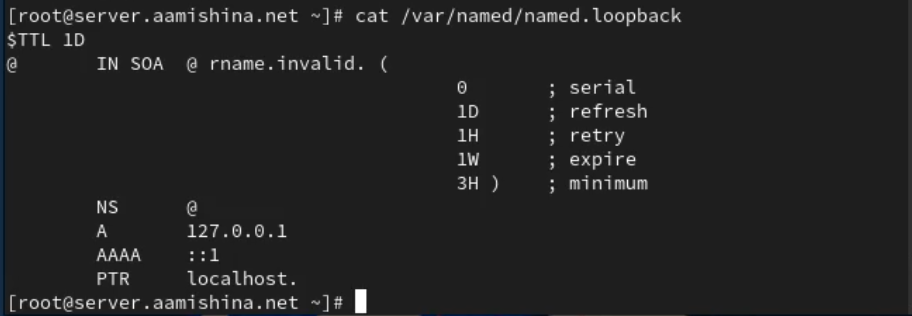 [root@server.aamishina.net ~]# cat /var/named/named.loopback
$TTL 1D
@ IN SOA @ rname.invalid. (
0 ; serial
1D ; refresh
1H ; retry
1W ; expire
3H ) ; minimum
NS @
A 127.0.0.1
AAAA ::1
PTR localhost.
[root@server.aamishina.net ~]#